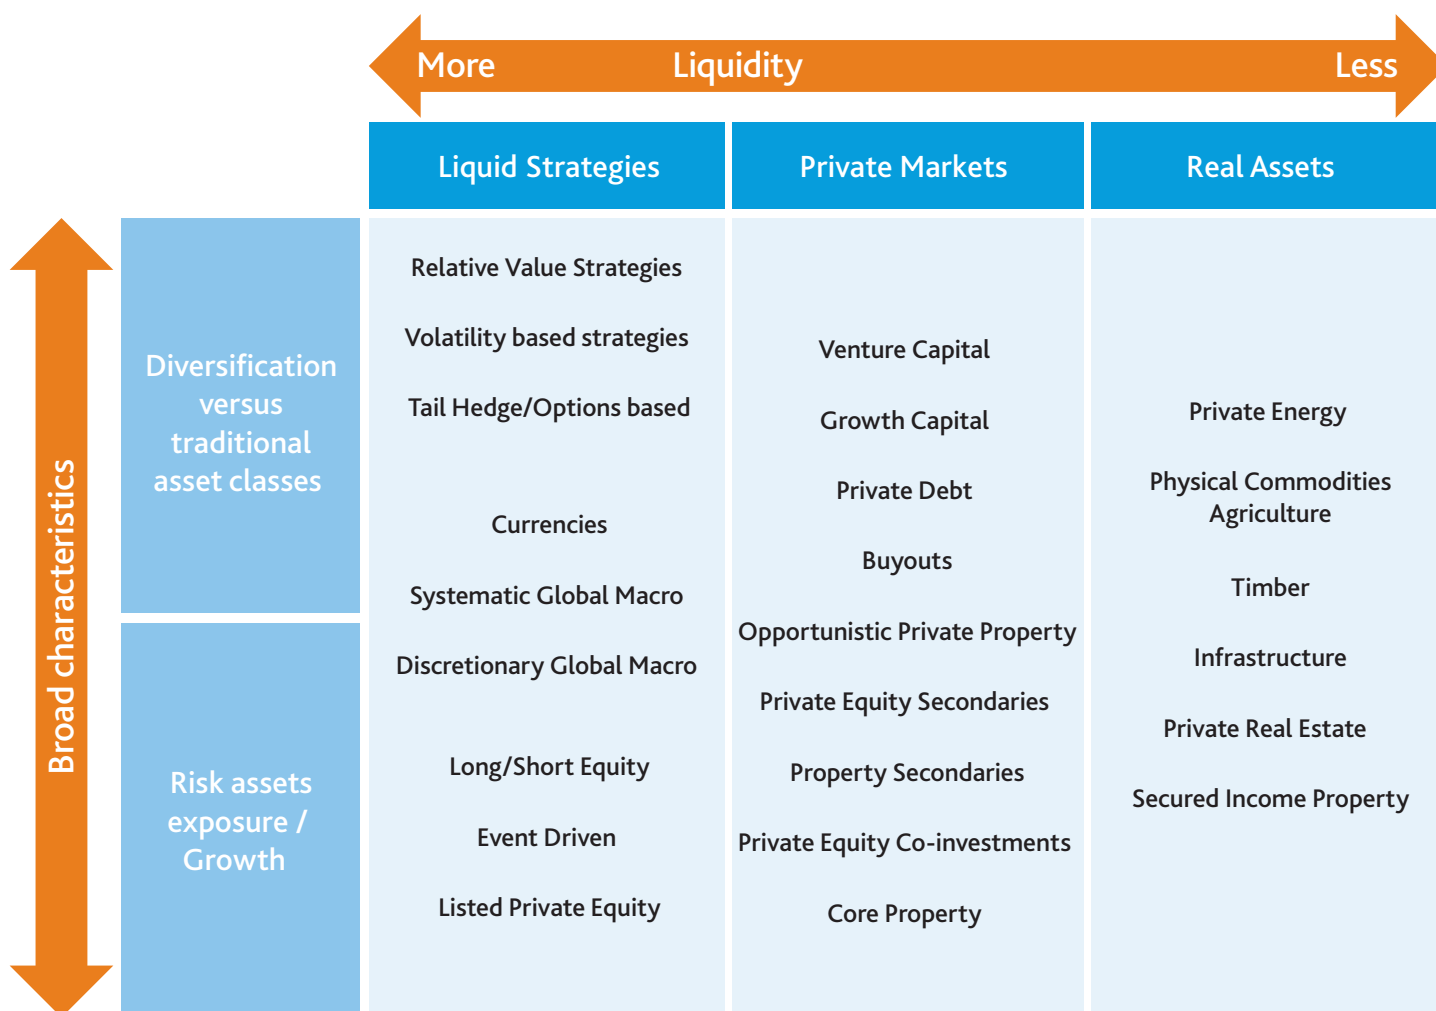 More Liquidity Less
Liquid Strategies
Private Markets
Real Assets
Broad characteristics
Diversification
versus
traditional
asset classes
Risk assets
exposure /
Growth
Relative Value Strategies
Volatility based strategies
Tail Hedge/Options based
Currencies
Systematic Global Macro
Discretionary Global Macro
Long/Short Equity
Event Driven
Listed Private Equity
Venture Capital
Growth Capital
Private Debt
Buyouts
Opportunistic Private Property
Private Equity Secondaries
Property Secondaries
Private Equity Co-investments
Core Property
Private Energy
Physical Commodities
Agriculture
Timber
Infrastructure
Private Real Estate
Secured Income Property